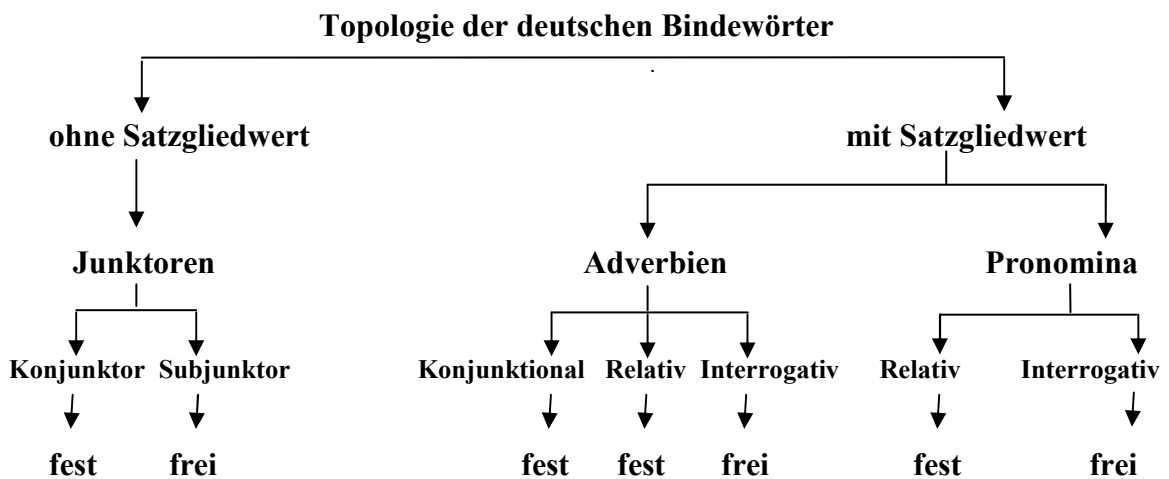 Topologie der deutschen Bindewörter
ohne Satzgliedwert mit Satzgliedwert
Junktoren Adverbien Pronomina
Konjunktor Subjunktor Konjunktional Relativ Interrogativ Relativ Interrogativ
fest frei fest fest frei fest frei